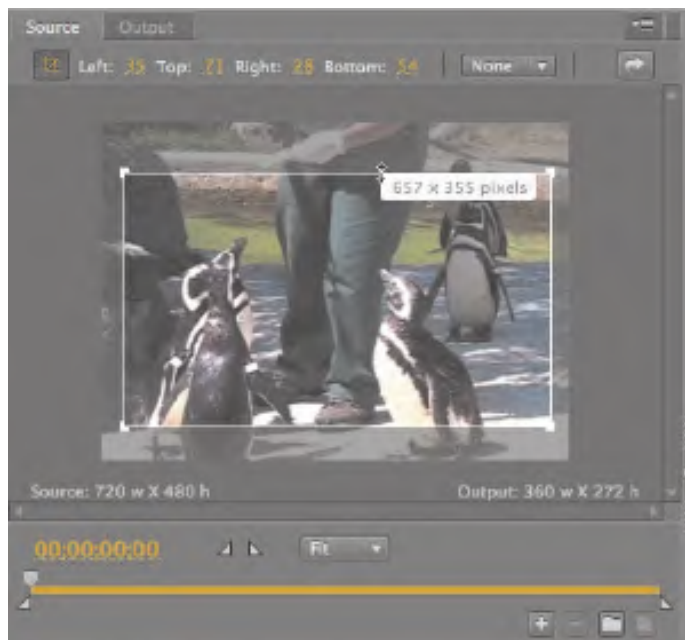 Source Output
Left: 35 Top: 71 Right: 28 Bottom: 54 None
657 x 355 pixels
Source: 720 w X 480 h Output: 360 w X 272 h
00;00;00;00 Fit